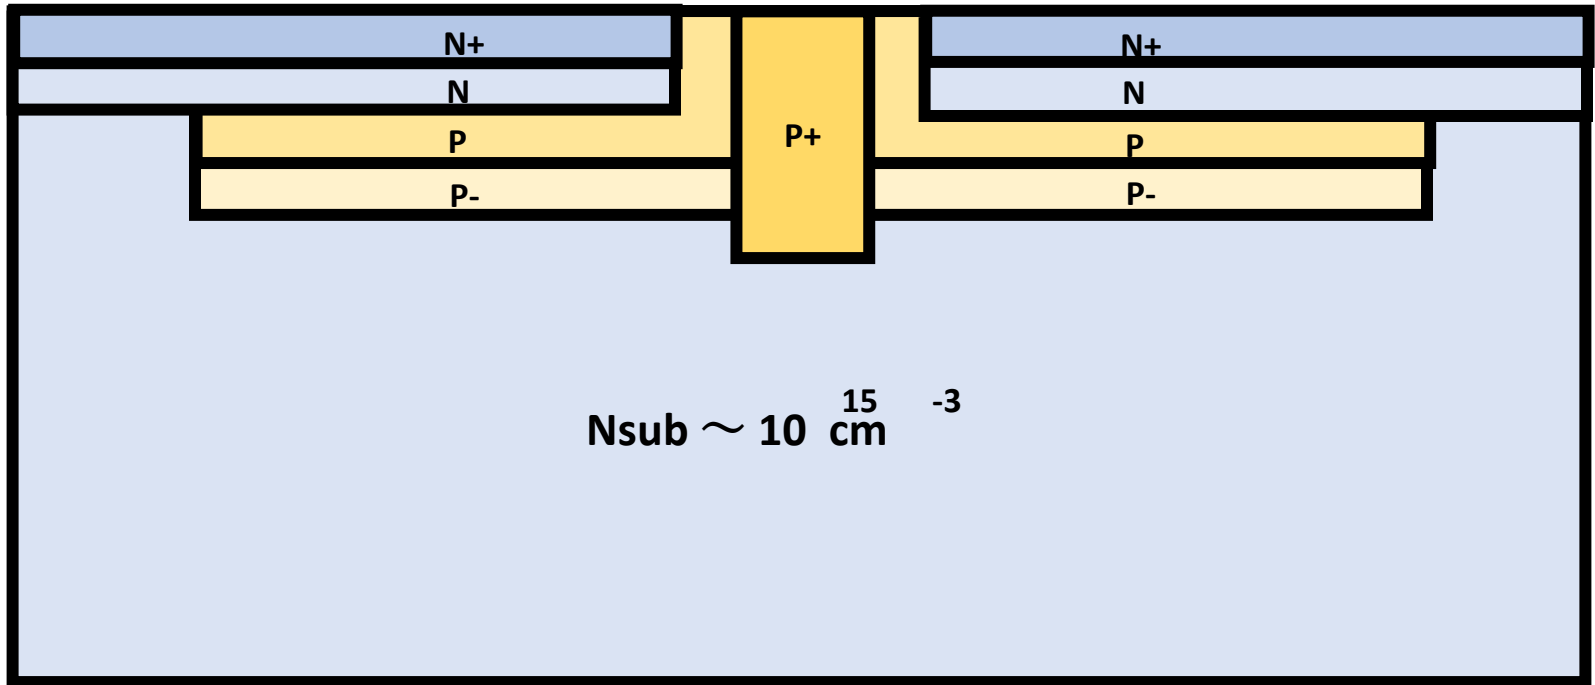 N+ N+
N N
P P+ P
P- P-
15 -3
Nsub ～ 10 cm